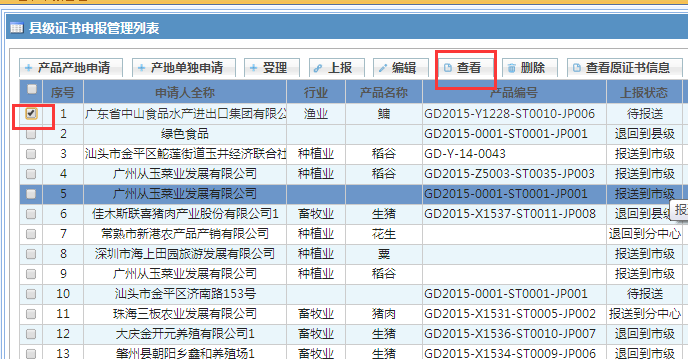 县级证书申报管理列表
产品产地申请 产地单独申请 受理 上报 编辑 查看 删除 查看原证书信息
序号 申请人全称 行业 产品名称 产品编号 上报状态
1 广东省中山食品水产进出口集团有限公 渔业 鳙 GD2015-Y1228-ST0010-JP006 待报送
2 绿色食品 GD2015-0001-ST0001-JP001 退回到县级
3 汕头市金平区鮀莲街道玉井经济联合社 种植业 稻谷 GD-Y-14-0043 报送到市级
4 广州从玉菜业发展有限公司 种植业 稻谷 GD2015-Z5003-ST0035-JP003 报送到市级
5 广州从玉菜业发展有限公司 GD2015-0001-ST0001-JP001 报送到市级
报送
6 佳木斯联喜猪肉产业股份有限公司1 畜牧业 生猪 GD2015-X1537-ST0011-JP008 退回到县级
7 常熟市新港农产品产销有限公司 种植业 花生 退回到分中心
8 深圳市海上田园旅游发展有限公司 种植业 粟 报送到市级
9 广州从玉菜业发展有限公司 种植业 稻谷 报送到市级
10 汕头市金平区济南路153号 GD2015-0001-ST0001-JP001 待报送
11 珠海三板农业发展有限公司 畜牧业 猪肉 GD2015-X1531-ST0005-JP002 报送到分中心
12 大庆金开元养殖有限公司1 畜牧业 生猪 GD2015-X1536-ST0010-JP007 退回到市级
13 肇州县朝阳乡鑫和养殖场1 畜牧业 生猪 GD2015-X1534-ST0009-JP006 退回到市级